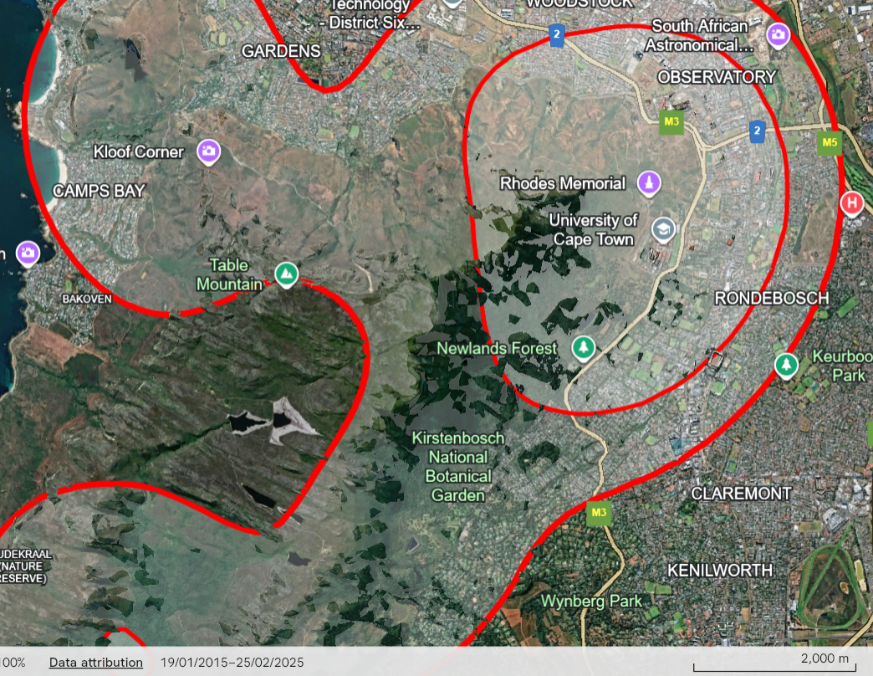 WOODSTOCK
Technology
- District Six...
GARDENS
2
South African
Astronomical...
OBSERVATORY
M3
2
M5
Kloof Corner
CAMPS BAY
Rhodes Memorial
H
University of
Cape Town
n
Table
Mountain
BAKOVEN
RONDEBOSCH
Newlands Forest
Keurboo
Park
Kirstenbosch
National
Botanical
Garden
CLAREMONT
M3
UDEKRAAL
(NATURE
RESERVE)
KENILWORTH
Wynberg Park
100% Data attribution 19/01/2015–25/02/2025
2,000 m